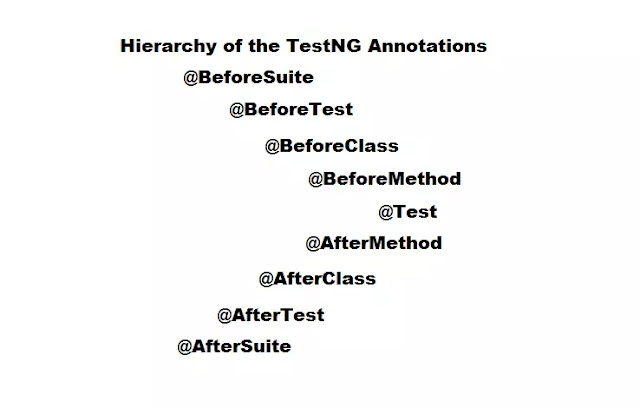 Hierarchy of the TestNG Annotations
@BeforeSuite
@BeforeTest
@BeforeClass
@BeforeMethod
@Test
@AfterMethod
@AfterClass
@AfterTest
@AfterSuite